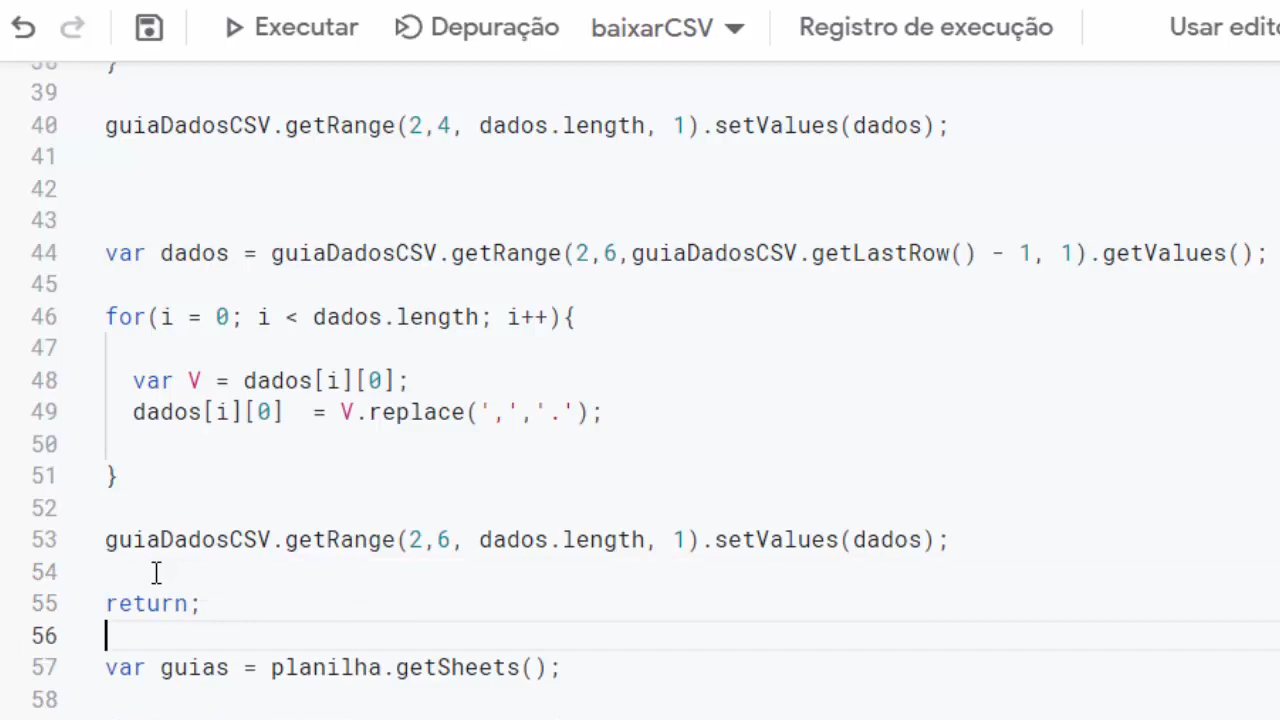 Executar Depuração baixarCSV Registro de execução Usar edito
38 }
39
40 guiaDadosCSV.getRange(2,4, dados.length, 1).setValues(dados);
41
42
43
44 var dados = guiaDadosCSV.getRange(2,6,guiaDadosCSV.getLastRow() - 1, 1).getValues();
45
46 for(i = 0; i < dados.length; i++){
47
48 var V = dados[i][0];
49 dados[i][0]  = V.replace(',','.');
50
51 }
52
53 guiaDadosCSV.getRange(2,6, dados.length, 1).setValues(dados);
54
55 return;
56
57 var guias = planilha.getSheets();
58